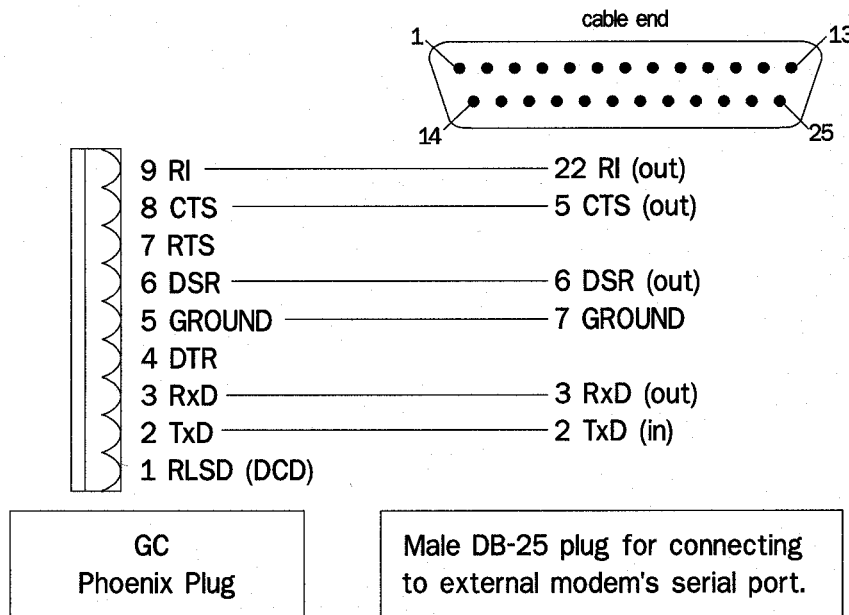 cable end
1 13
14 25
9 RI 22 RI (out)
8 CTS 5 CTS (out)
7 RTS
6 DSR 6 DSR (out)
5 GROUND 7 GROUND
4 DTR
3 RxD 3 RxD (out)
2 TxD 2 TxD (in)
1 RLSD (DCD)
GC
Phoenix Plug
Male DB-25 plug for connecting
to external modem's serial port.